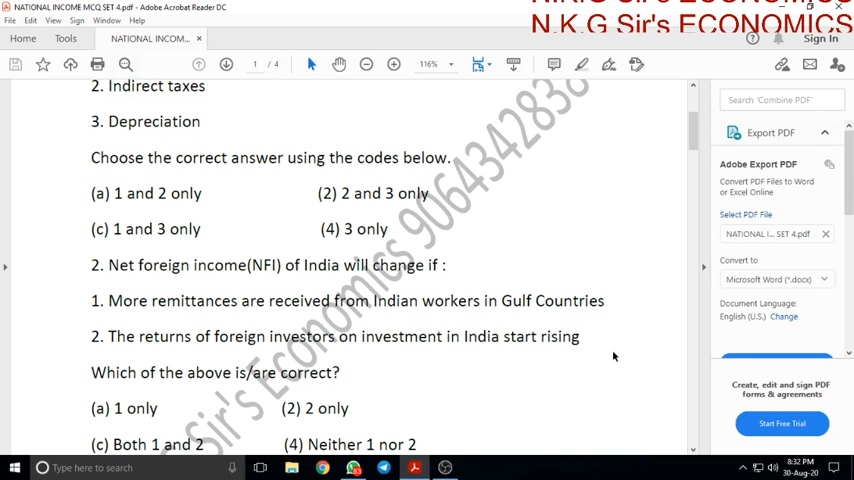 NATIONAL INCOME MCQ SET 4.pdf - Adobe Acrobat Reader DC
N.K.G Sir's ECONOMICS
File Edit View Sign Window Help
Home Tools NATIONAL INCOM... × Sign In
1 / 4 116%
2. Indirect taxes
3. Depreciation
Choose the correct answer using the codes below.
(a) 1 and 2 only (2) 2 and 3 only
(c) 1 and 3 only (4) 3 only
2. Net foreign income(NFI) of India will change if :
1. More remittances are received from Indian workers in Gulf Countries
2. The returns of foreign investors on investment in India start rising
Which of the above is/are correct?
(a) 1 only (2) 2 only
(c) Both 1 and 2 (4) Neither 1 nor 2
Sir's Economics 9064342838
Search 'Combine PDF'
Export PDF
Adobe Export PDF
Convert PDF Files to Word
or Excel Online
Select PDF File
NATIONAL I... SET 4.pdf
Convert to
Microsoft Word (*.docx)
Document Language:
English (U.S.) Change
Create, edit and sign PDF
forms & agreements
Start Free Trial
Type here to search
8:32 PM
30-Aug-20